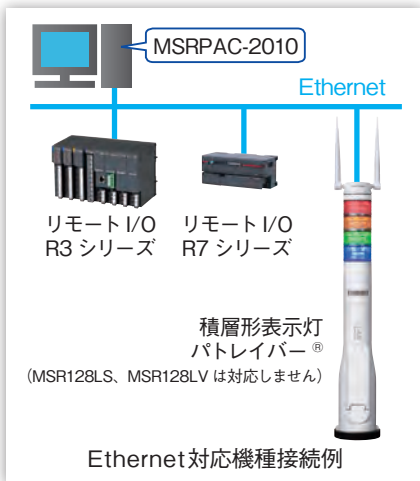 MSRPAC-2010
Ethernet
リモートI/O
R3 シリーズ
リモートI/O
R7 シリーズ
積層形表示灯
パトレイバー®
(MSR128LS、MSR128LV は対応しません)
Ethernet対応機種接続例